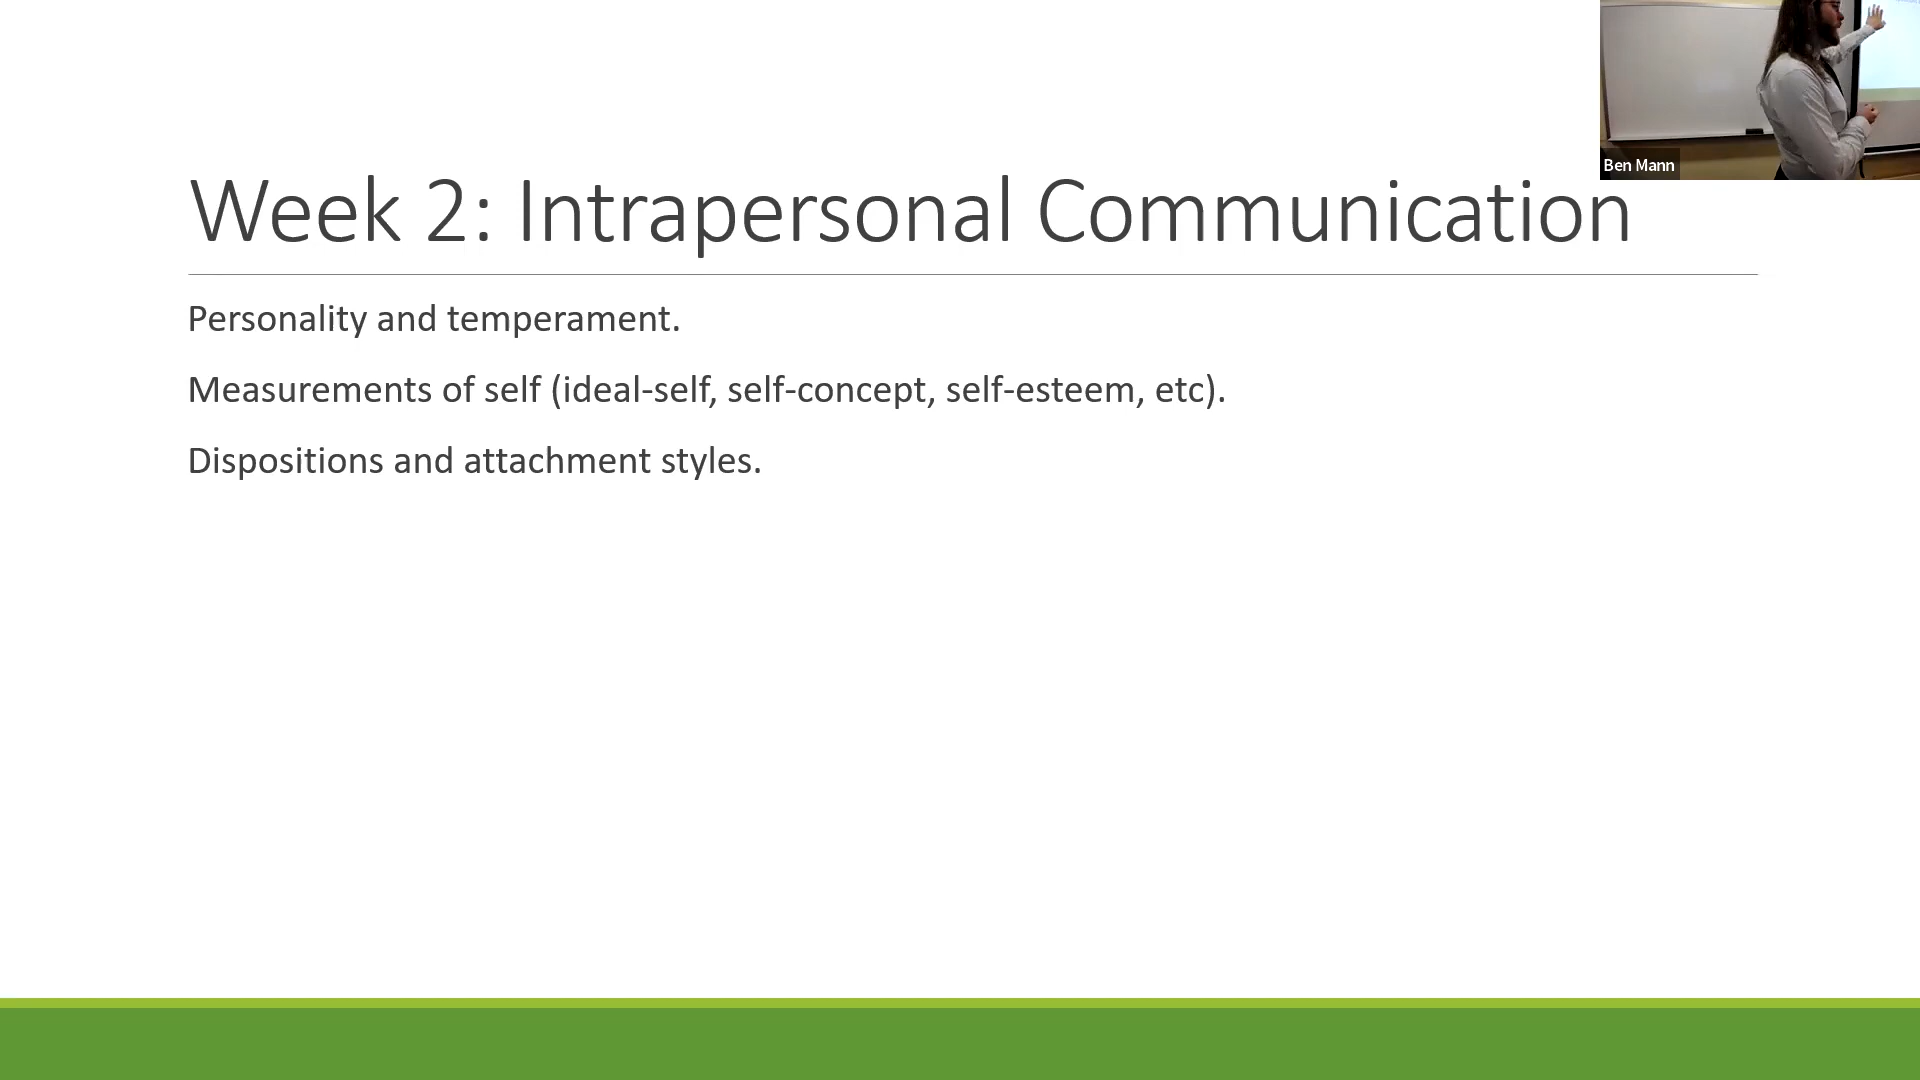 Ben Mann
Week 2: Intrapersonal Communication
Personality and temperament.
Measurements of self (ideal-self, self-concept, self-esteem, etc).
Dispositions and attachment styles.